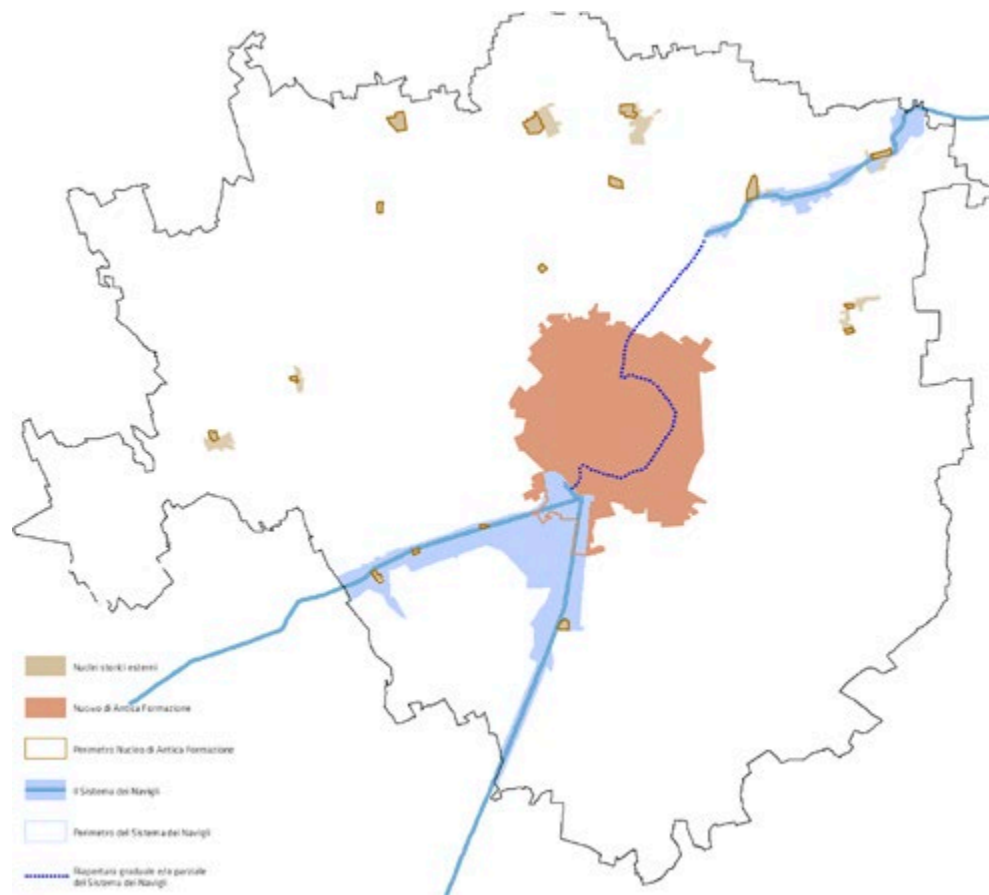 Nuclei storici esterni
Nucleo di Antica Formazione
Perimetro Nucleo di Antica Formazione
Il Sistema dei Navigli
Perimetro del Sistema dei Navigli
Riapertura graduale e/o parziale
del Sistema dei Navigli